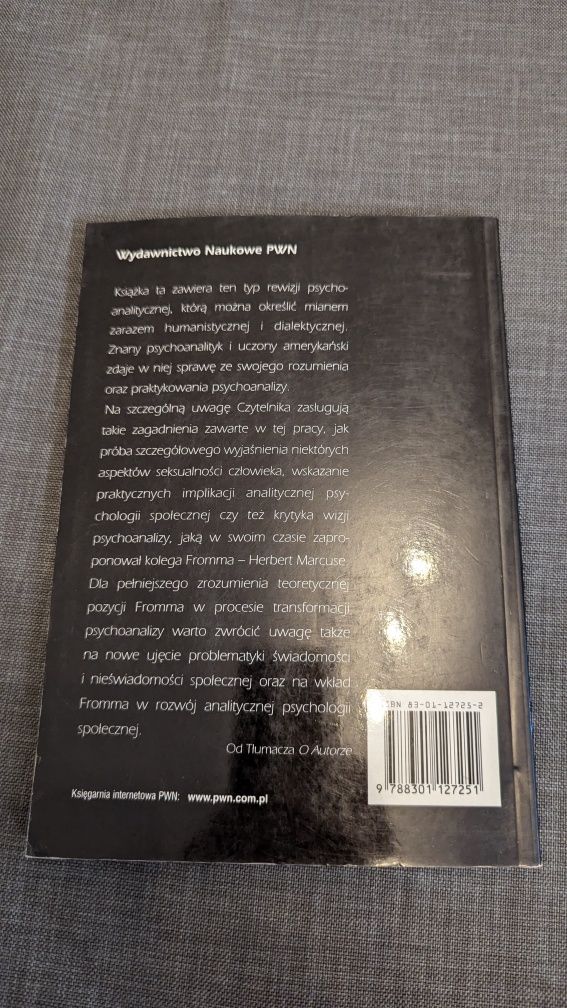 Wydawnictwo Naukowe PWN
Książka ta zawiera ten typ rewizji psycho-
analitycznej, którą można określić mianem
zarazem humanistycznej i dialektycznej.
Znany psychoanalityk i uczony amerykański
zdaje w niej sprawę ze swojego rozumienia
oraz praktykowania psychoanalizy.
Na szczególną uwagę Czytelnika zasługują
takie zagadnienia zawarte w tej pracy, jak
próba szczegółowego wyjaśnienia niektórych
aspektów seksualności człowieka, wskazanie
praktycznych implikacji analitycznej psy-
chologii społecznej czy też krytyka wizji
psychoanalizy, jaką w swoim czasie zapro-
ponował kolega Fromma – Herbert Marcuse.
Dla pełniejszego zrozumienia teoretycznej
pozycji Fromma w procesie transformacji
psychoanalizy warto zwrócić uwagę także
na nowe ujęcie problematyki świadomości
i nieświadomości społecznej oraz na wkład
Fromma w rozwój analitycznej psychologii
społecznej.
Od Tłumacza O Autorze
ISBN 83-01-12725-2
9 788301 127251
Księgarnia internetowa PWN: www.pwn.com.pl